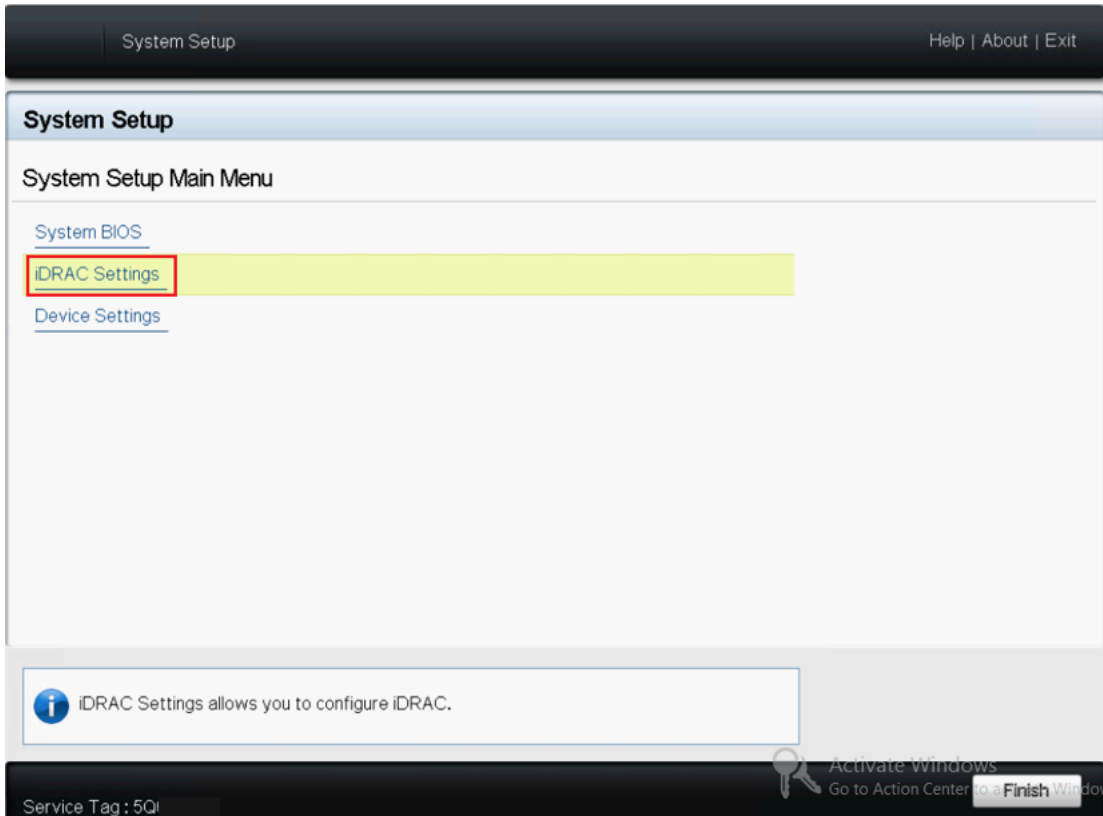 System Setup
Help | About | Exit
System Setup
System Setup Main Menu
System BIOS
iDRAC Settings
Device Settings
iDRAC Settings allows you to configure iDRAC.
Activate Windows
Go to Action Center
Finish
Service Tag : 5Q